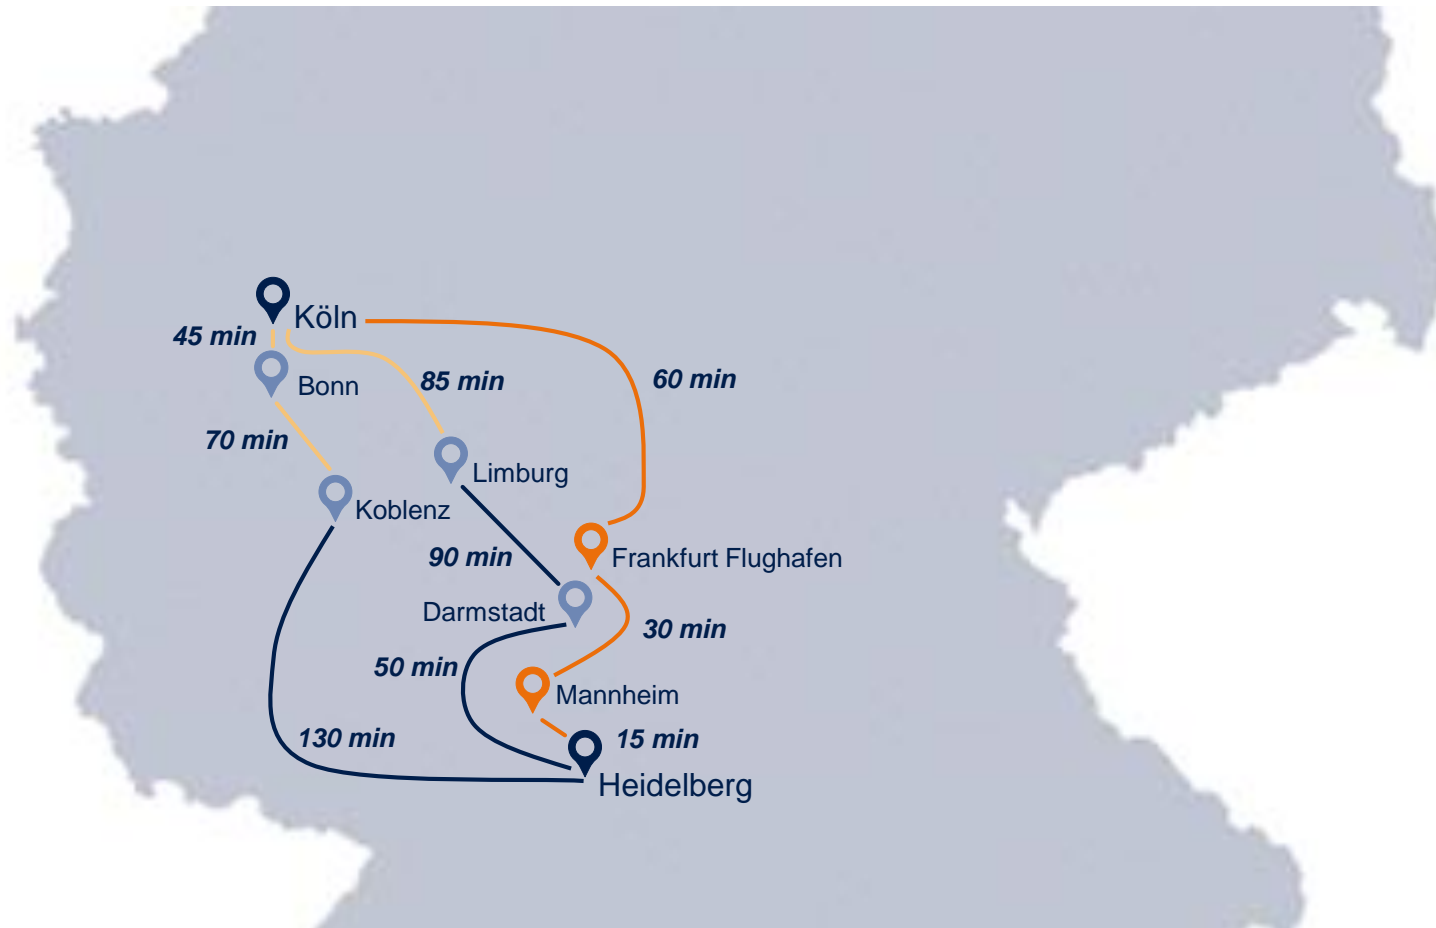 Köln
45 min
Bonn
85 min
60 min
70 min
Limburg
Koblenz
90 min
Frankfurt Flughafen
Darmstadt
30 min
50 min
Mannheim
130 min
15 min
Heidelberg